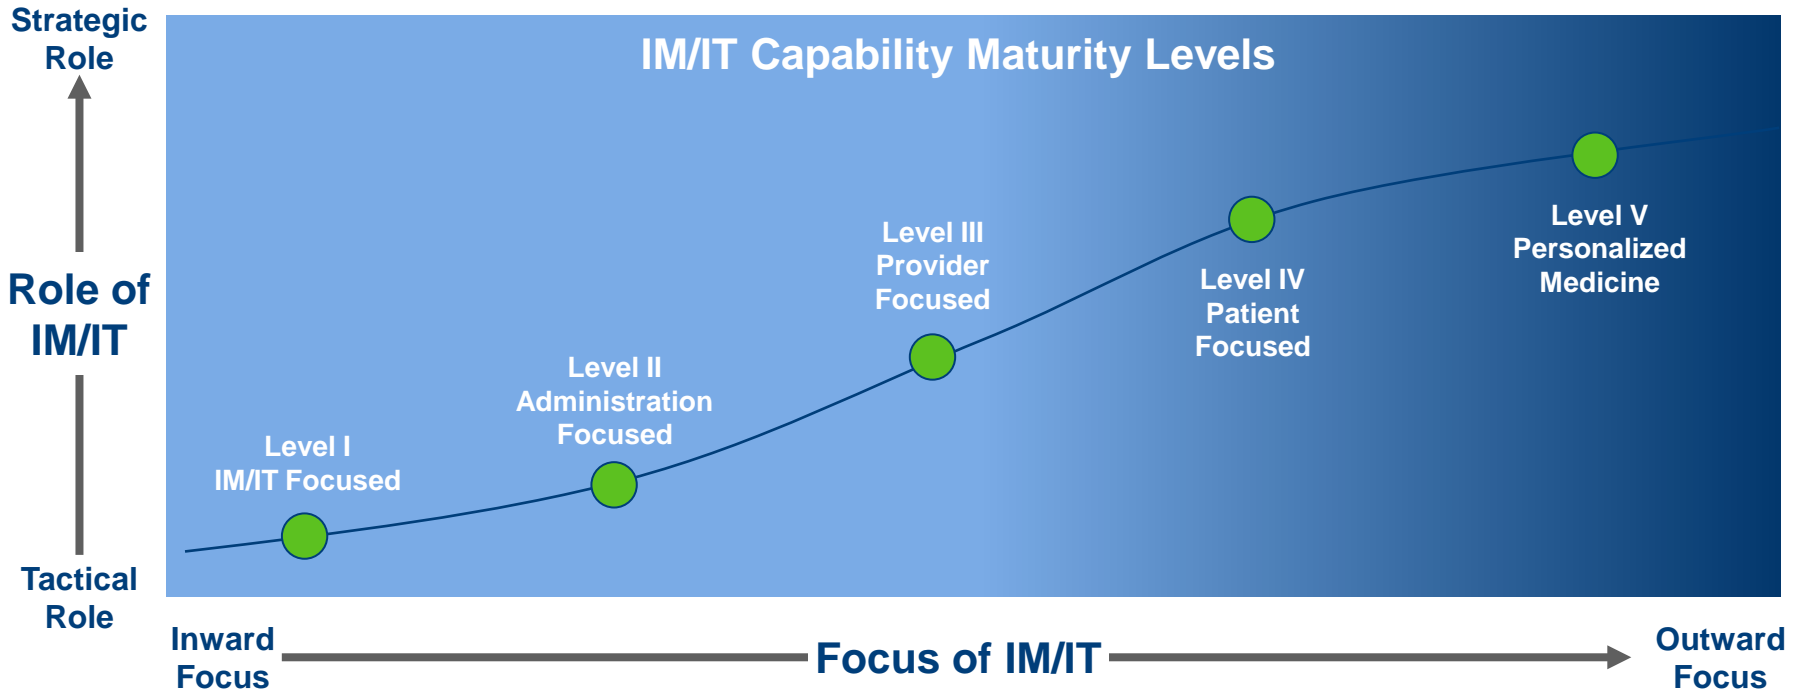 Strategic
Role
IM/IT Capability Maturity Levels
Role of
IM/IT
Tactical
Role
Level I
IM/IT Focused
Level II
Administration
Focused
Level III
Provider
Focused
Level IV
Patient
Focused
Level V
Personalized
Medicine
Inward
Focus
Focus of IM/IT
Outward
Focus